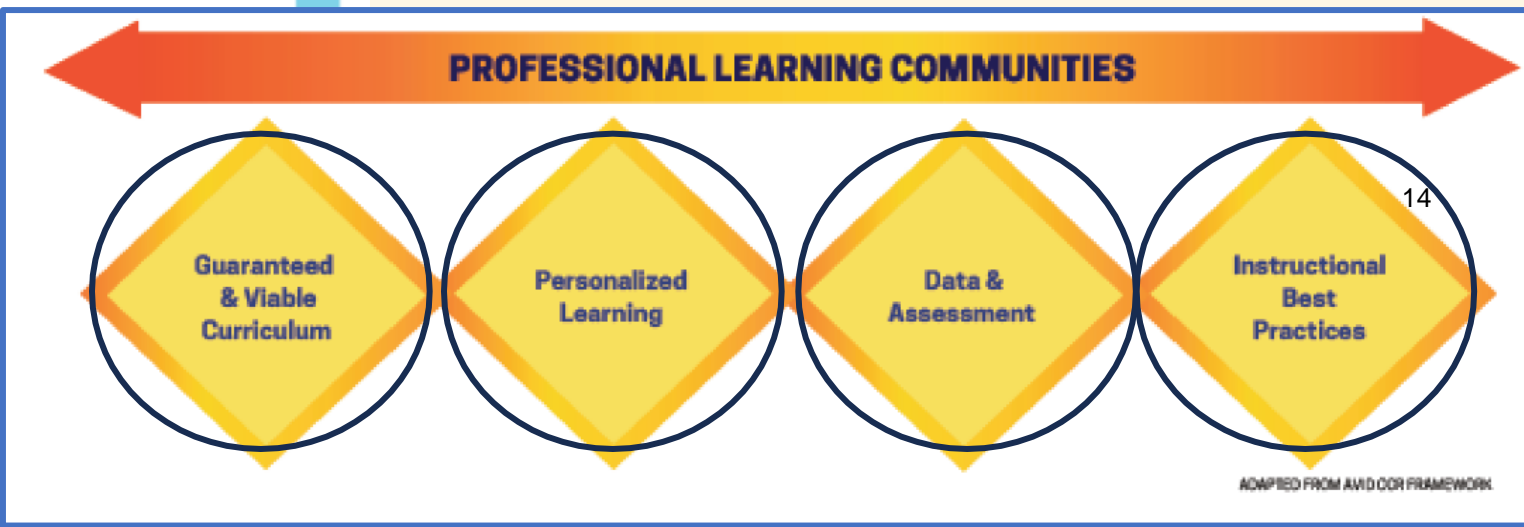 PROFESSIONAL LEARNING COMMUNITIES
Guaranteed
& Viable
Curriculum
Personalized
Learning
Data &
Assessment
Instructional
Best
Practices
14
ADAPTED FROM AVID CCR FRAMEWORK